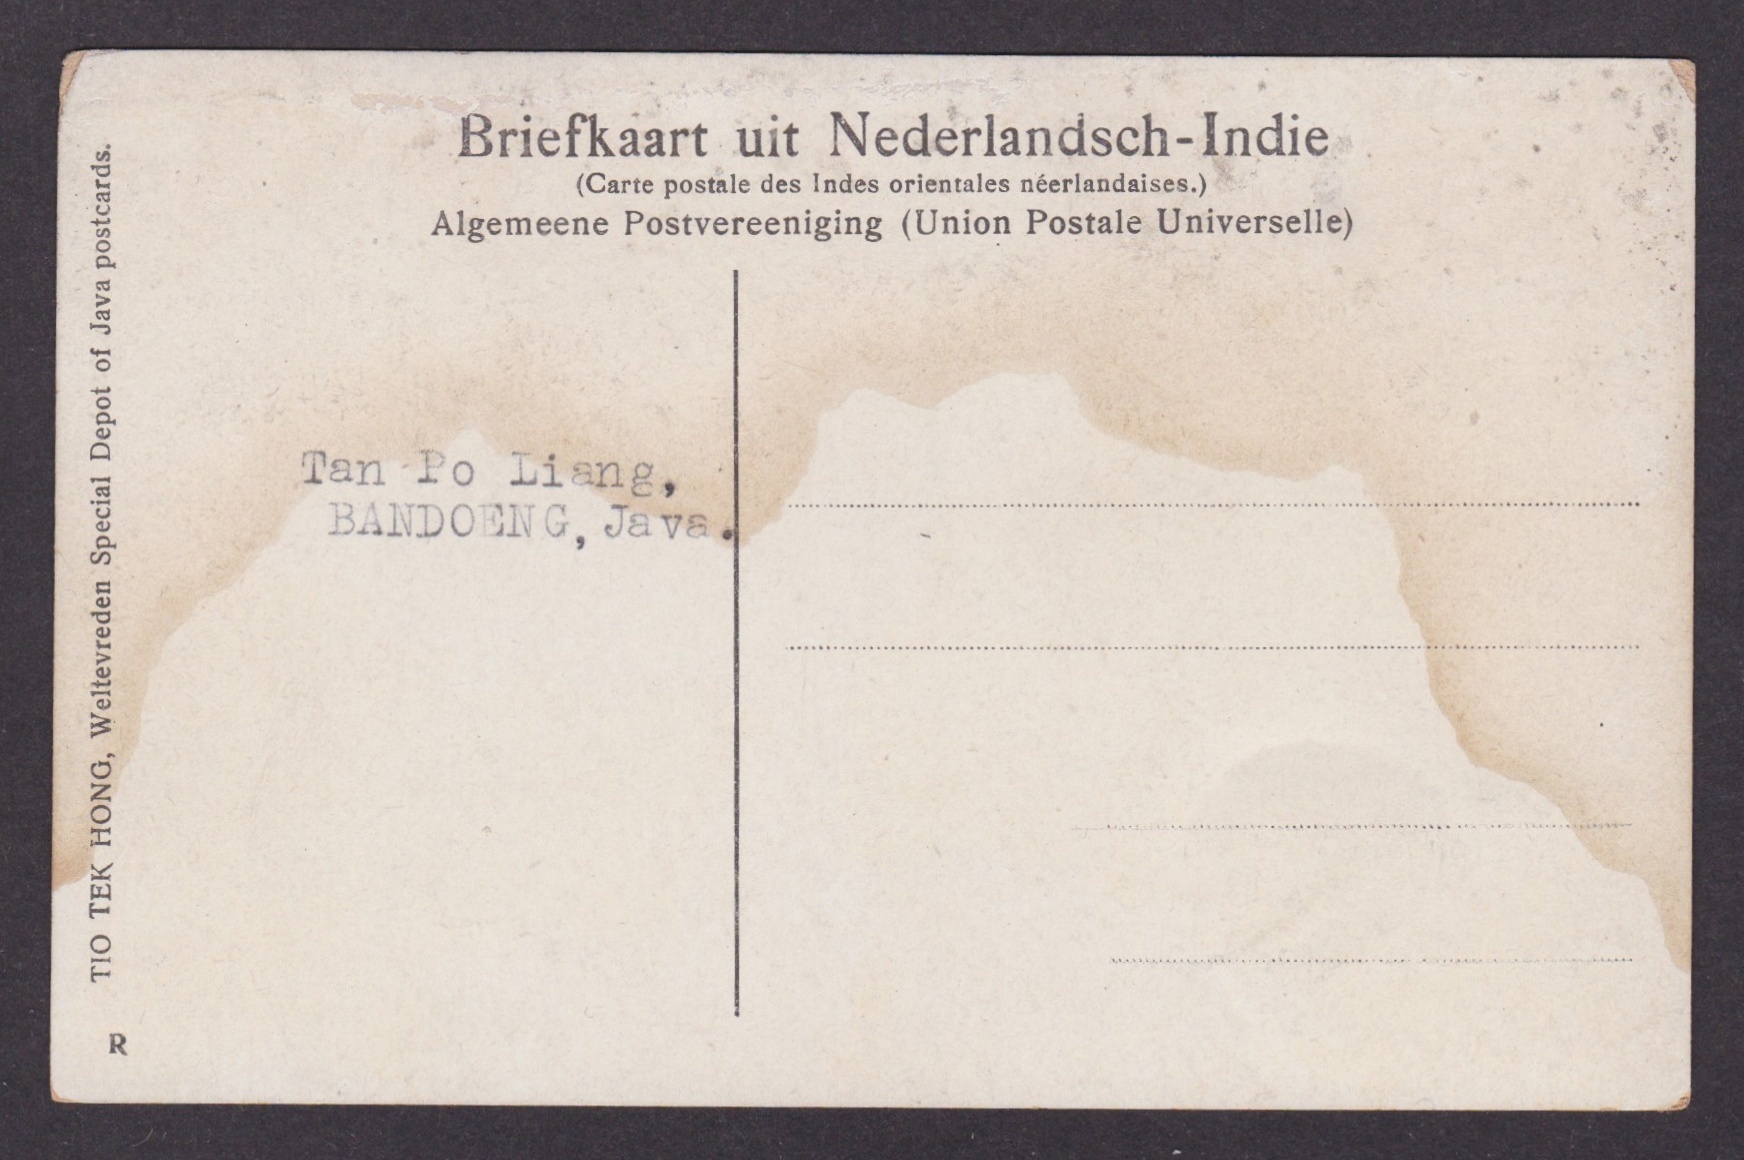 Briefkaart uit Nederlandsch-Indie
(Carte postale des Indes orientales néerlandaises.)
Algemeene Postvereeniging (Union Postale Universelle)
TIO TEK HONG, Weltevreden Special Depot of Java postcards.
Tan Po Liang,
BANDOENG, Java.
R